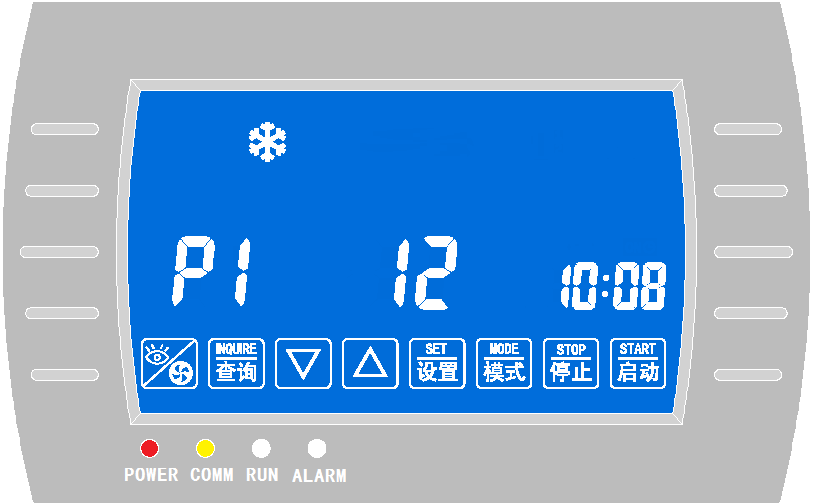 P1 12 10:08
INQUIRE SET MODE STOP START
查询 设置 模式 停止 启动
POWER COMM RUN ALARM